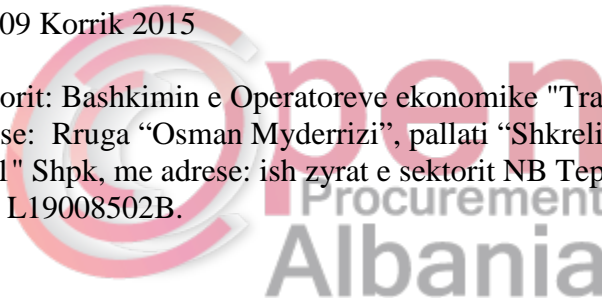 09 Korrik 2015
orit: Bashkimin e Operatoreve ekonomike "Tra
se: Rruga “Osman Myderrizi”, pallati “Shkreli
1" Shpk, me adrese: ish zyrat e sektorit NB Tep
L19008502B.
Open
Procurement
Albania